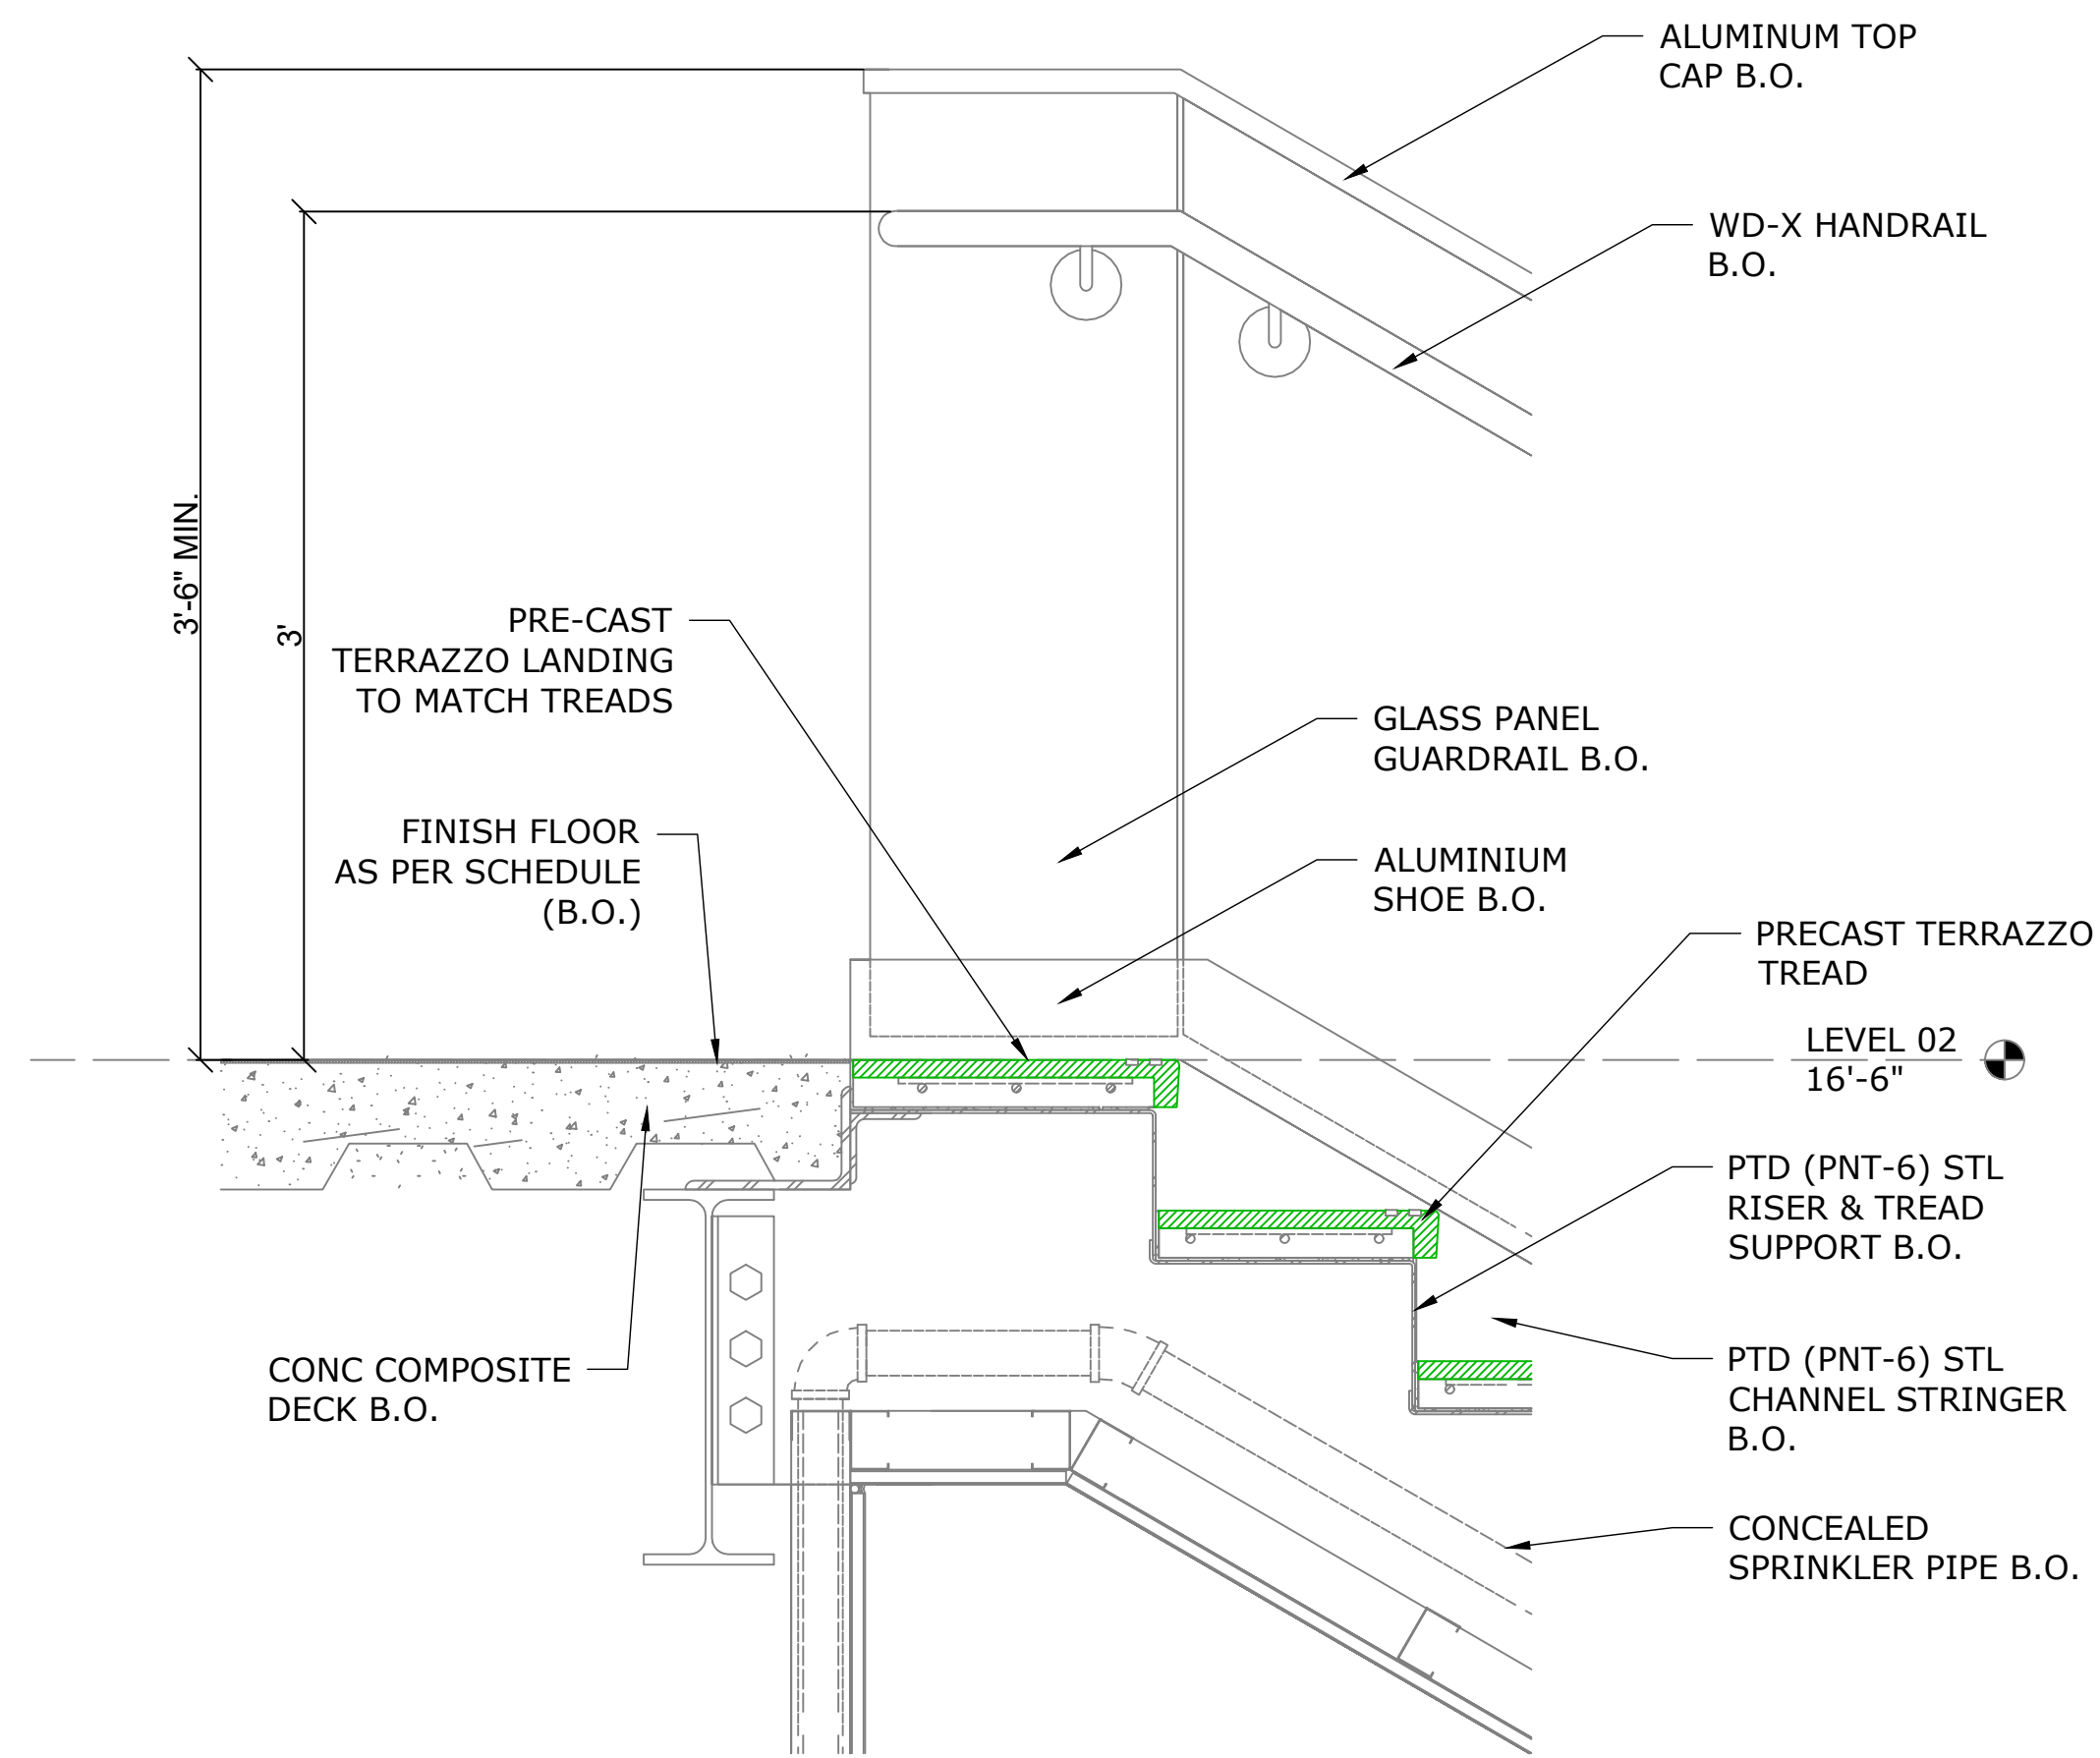 ALUMINUM TOP
CAP B.O.
WD-X HANDRAIL
B.O.
3'-6" MIN.
3'
PRE-CAST
TERRAZZO LANDING
TO MATCH TREADS
GLASS PANEL
GUARDRAIL B.O.
FINISH FLOOR
AS PER SCHEDULE
(B.O.)
ALUMINIUM
SHOE B.O.
PRECAST TERRAZZO
TREAD
LEVEL 02
16'-6"
PTD (PNT-6) STL
RISER & TREAD
SUPPORT B.O.
CONC COMPOSITE
DECK B.O.
PTD (PNT-6) STL
CHANNEL STRINGER
B.O.
CONCEALED
SPRINKLER PIPE B.O.